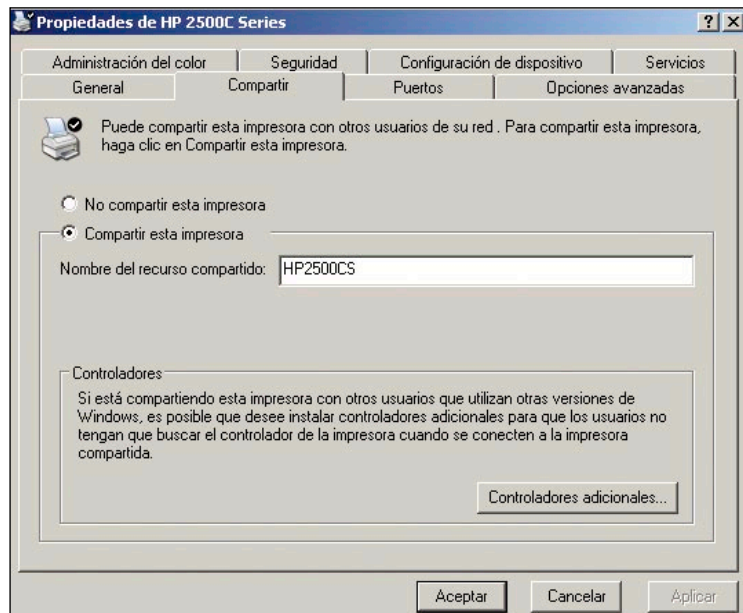 Propiedades de HP 2500C Series
Administración del color
Seguridad
Configuración de dispositivo
Servicios
General
Compartir
Puertos
Opciones avanzadas
Puede compartir esta impresora con otros usuarios de su red . Para compartir esta impresora,
haga clic en Compartir esta impresora.
No compartir esta impresora
Compartir esta impresora
Nombre del recurso compartido: HP2500CS
Controladores
Si está compartiendo esta impresora con otros usuarios que utilizan otras versiones de
Windows, es posible que desee instalar controladores adicionales para que los usuarios no
tengan que buscar el controlador de la impresora cuando se conecten a la impresora
compartida.
Controladores adicionales...
Aceptar
Cancelar
Aplicar